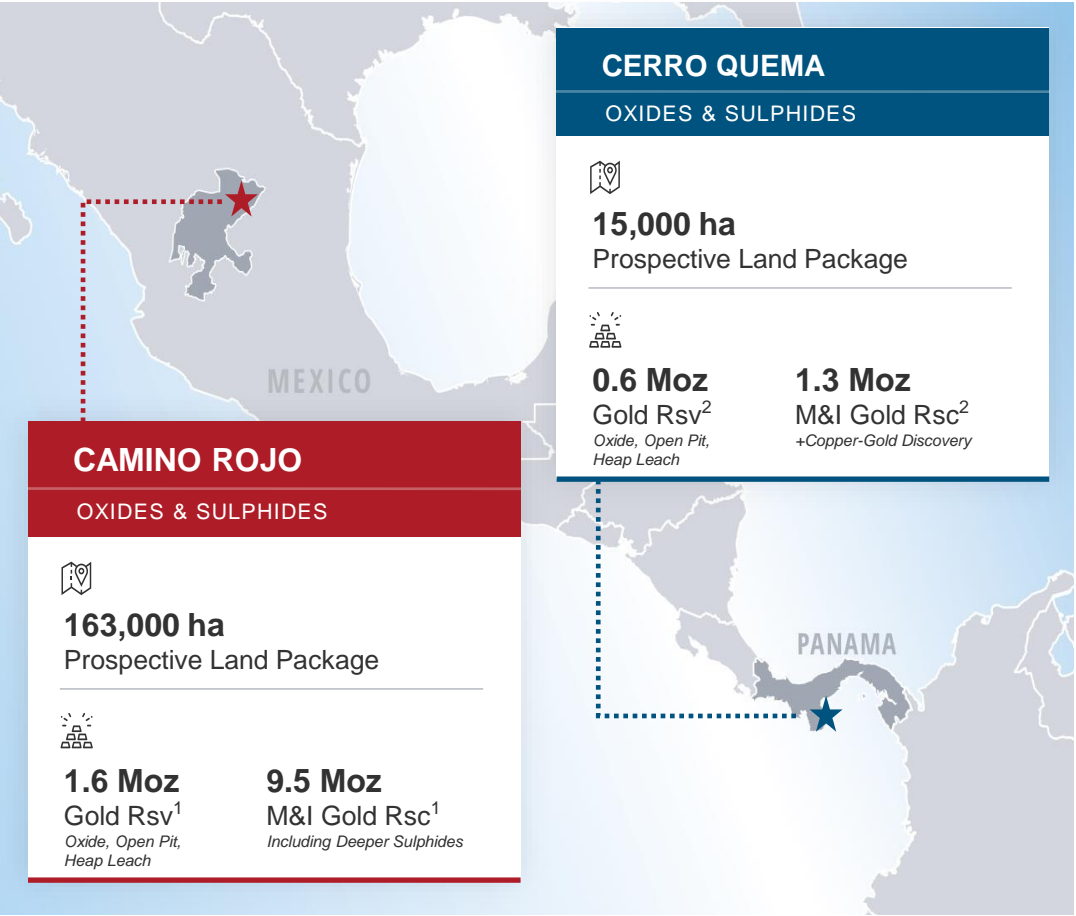 CERRO QUEMA
OXIDES & SULPHIDES
15,000 ha
Prospective Land Package
0.6 Moz
Gold Rsv2
Oxide, Open Pit,
Heap Leach
1.3 Moz
M&I Gold Rsc2
+Copper-Gold Discovery
MEXICO
CAMINO ROJO
OXIDES & SULPHIDES
163,000 ha
Prospective Land Package
1.6 Moz
Gold Rsv1
Oxide, Open Pit,
Heap Leach
9.5 Moz
M&I Gold Rsc1
Including Deeper Sulphides
PANAMA